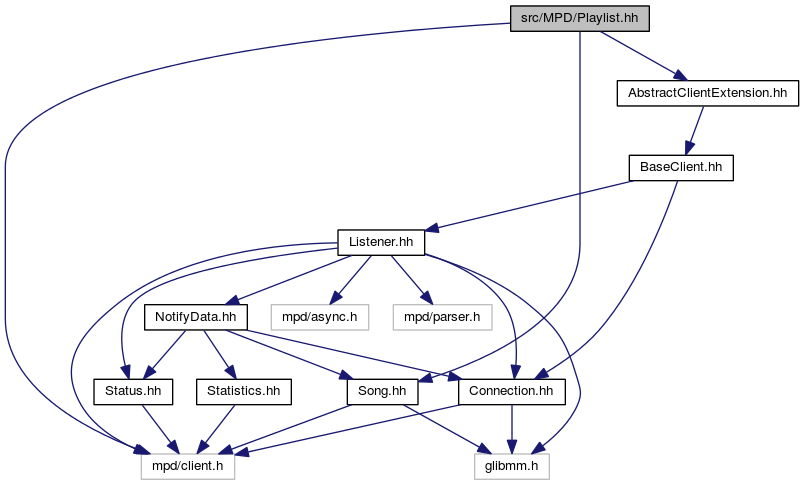 src/MPD/Playlist.hh
AbstractClientExtension.hh
BaseClient.hh
Listener.hh
NotifyData.hh
mpd/async.h
mpd/parser.h
Status.hh
Statistics.hh
Song.hh
Connection.hh
mpd/client.h
glibmm.h